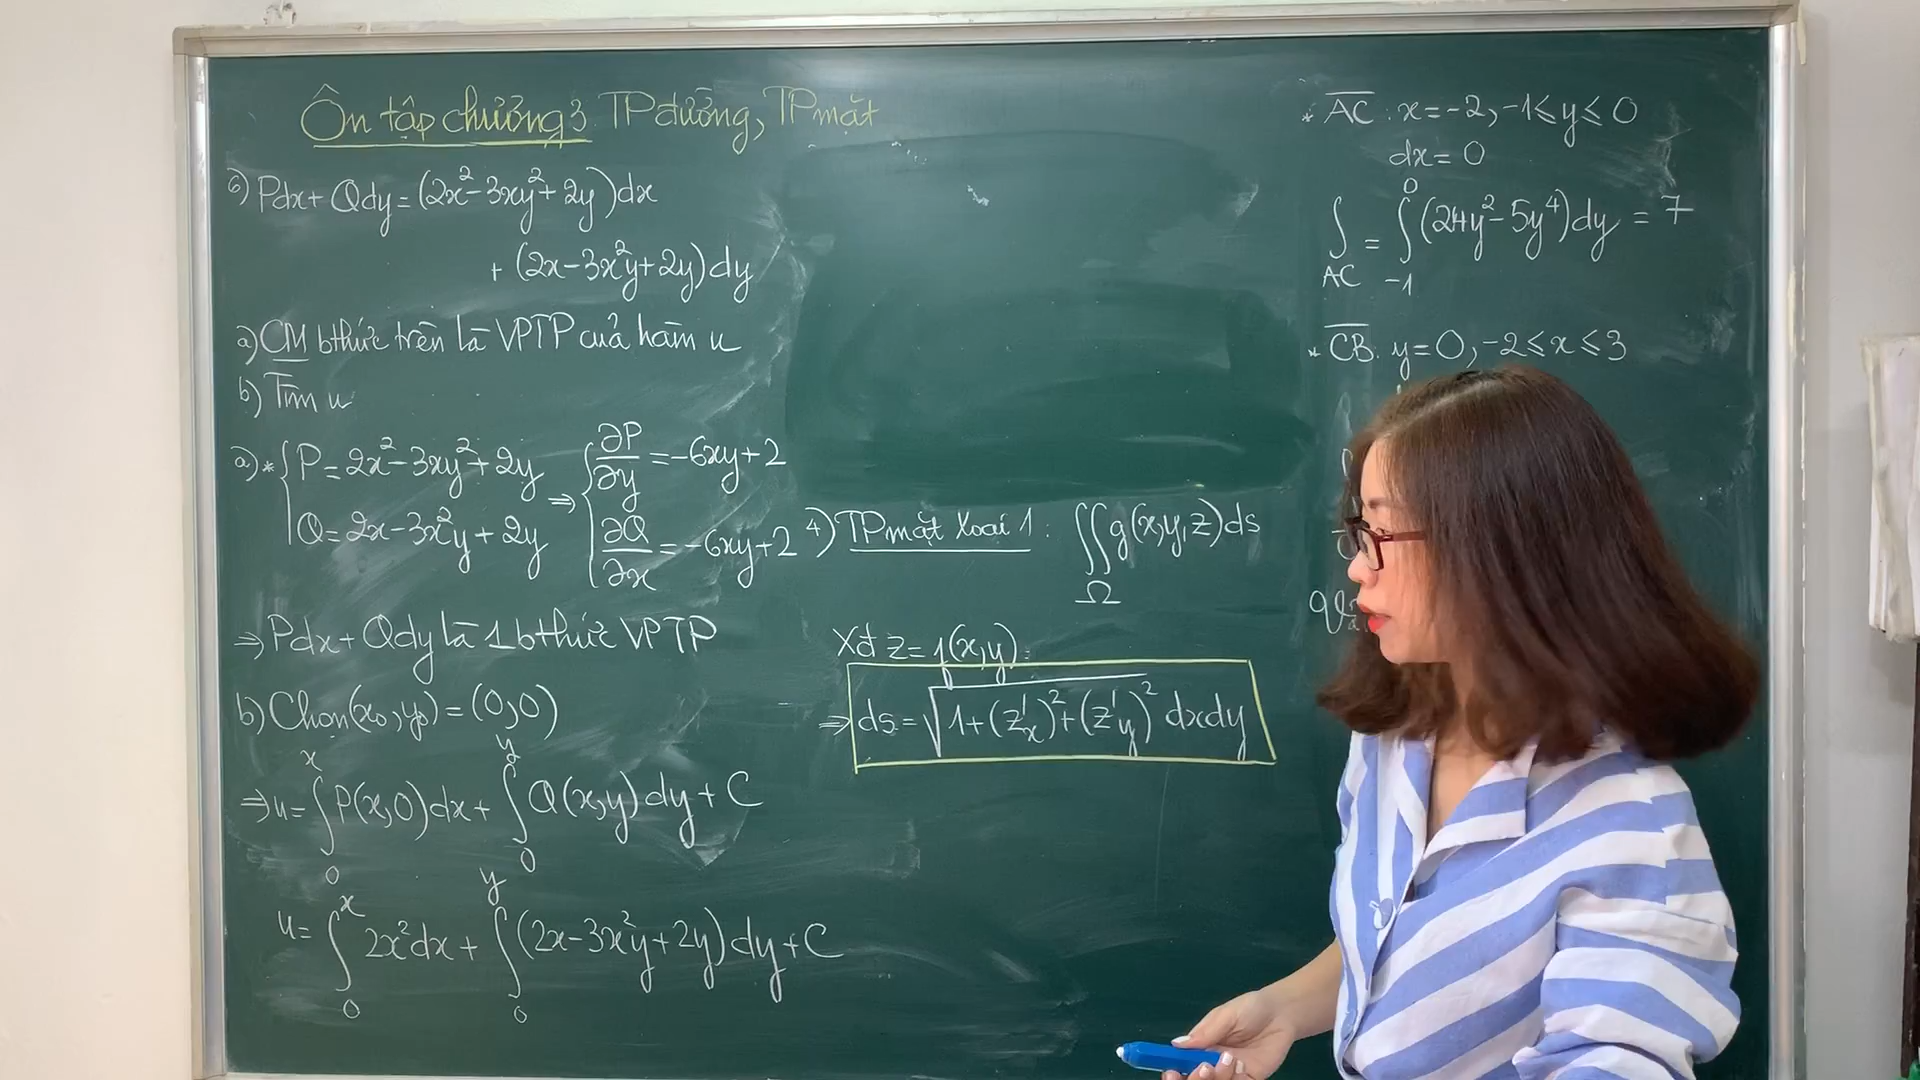 Ôn tập chương 3 TP đường, TP mặt
6) Pdx + Qdy = (2x² - 3xy² + 2y)dx
+ (2x - 3x²y + 2y)dy
a) CM bthức trên là VPTP của hàm u
b) Tìm u
a) * { P = 2x² - 3xy² + 2y
Q = 2x - 3x²y + 2y
⇒ { ∂P/∂y = -6xy + 2
∂Q/∂x = -6xy + 2
⇒ Pdx + Qdy là 1 bthức VPTP
b) Chọn (x₀, y₀) = (0, 0)
⇒ u = ∫₀ˣ P(x,0)dx + ∫₀ʸ Q(x,y)dy + C
u = ∫₀ˣ 2x²dx + ∫₀ʸ (2x - 3x²y + 2y)dy + C
4) TP mặt loại 1: ∬_Ω g(x,y,z)ds
Xđ z = f(x,y):
⇒ ds = √(1 + (z'ₓ)² + (z'_y)²) dxdy
* AC: x = -2, -1 ≤ y ≤ 0
dx = 0
∫_AC = ∫₋₁⁰ (24y² - 5y⁴)dy = 7
* CB: y = 0, -2 ≤ x ≤ 3